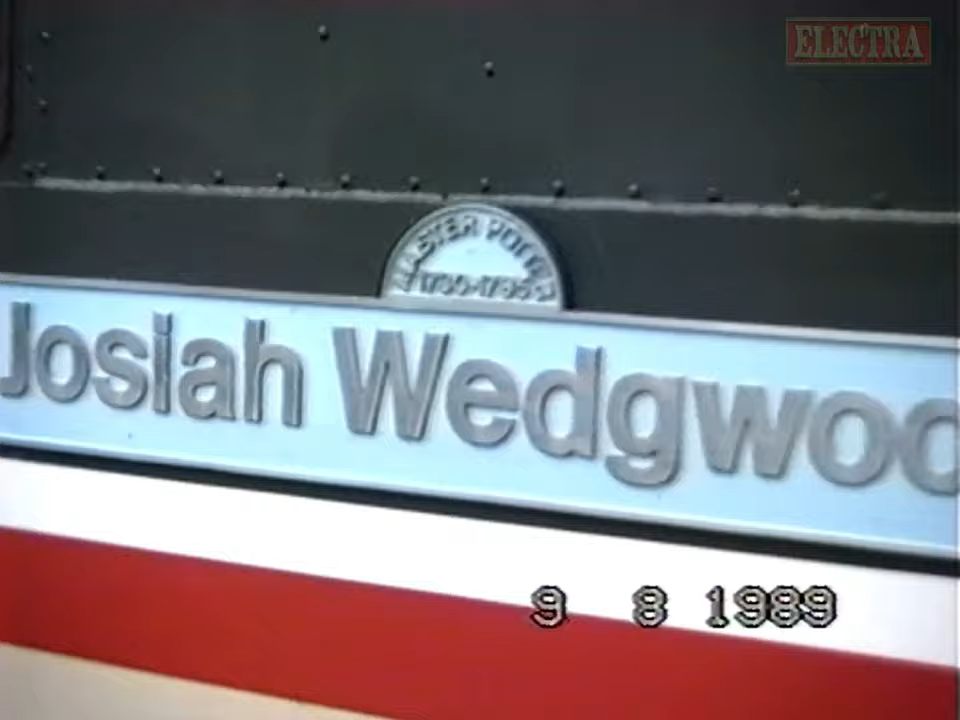 ELECTRA
MASTER POTTER
1730-1795
Josiah Wedgwoo
9 8 1989